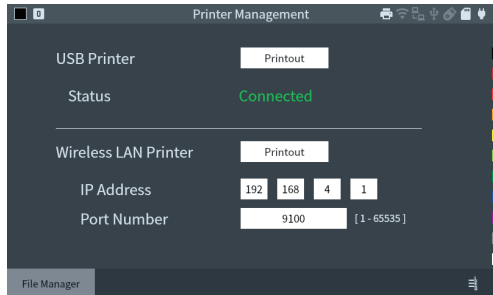 0 Printer Management
USB Printer Printout
Status Connected
Wireless LAN Printer Printout
IP Address 192 168 4 1
Port Number 9100 [1-65535]
File Manager